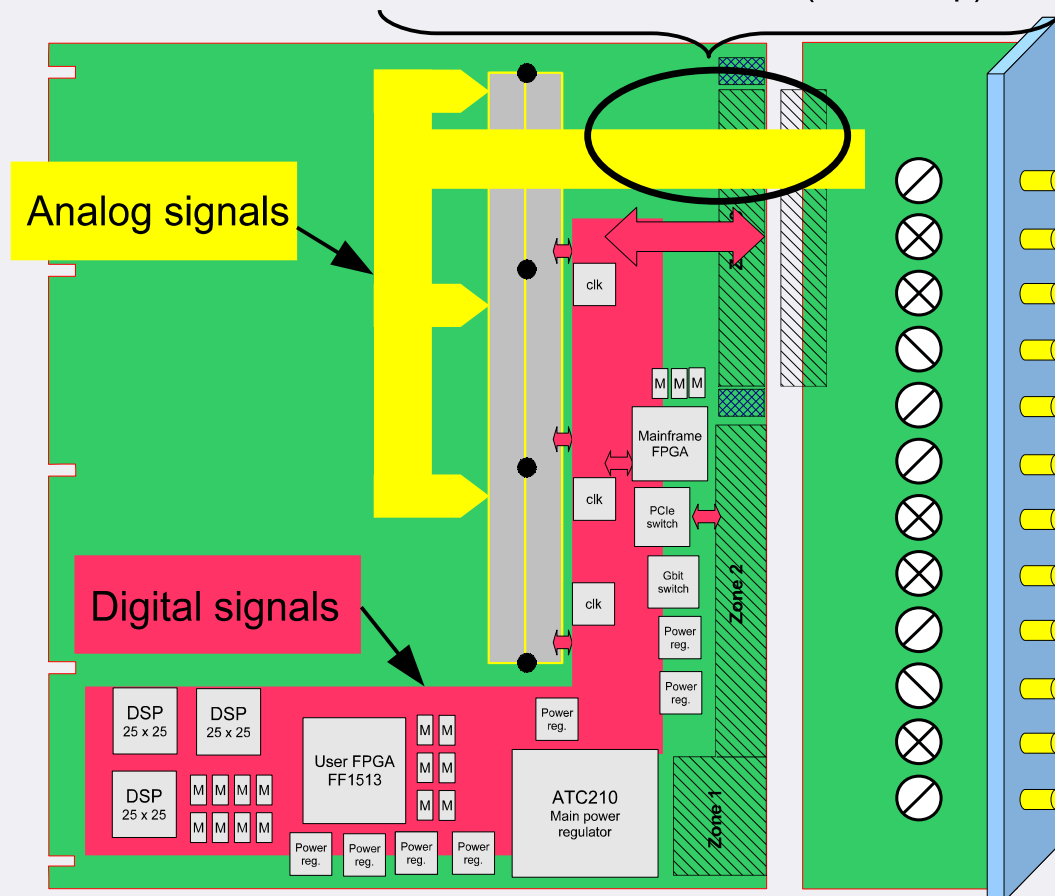 Analog signals
clk
M M M
Mainframe
FPGA
clk
PCIe
switch
Gbit
switch
Zone 2
clk
Digital signals
Power
reg.
Power
reg.
DSP
25 x 25
DSP
25 x 25
Power
reg.
M M
User FPGA
FF1513
M M
DSP
25 x 25
M M M M
M M
ATC210
Main power
regulator
Zone 1
M M M M
Power
reg.
Power
reg.
Power
reg.
Power
reg.